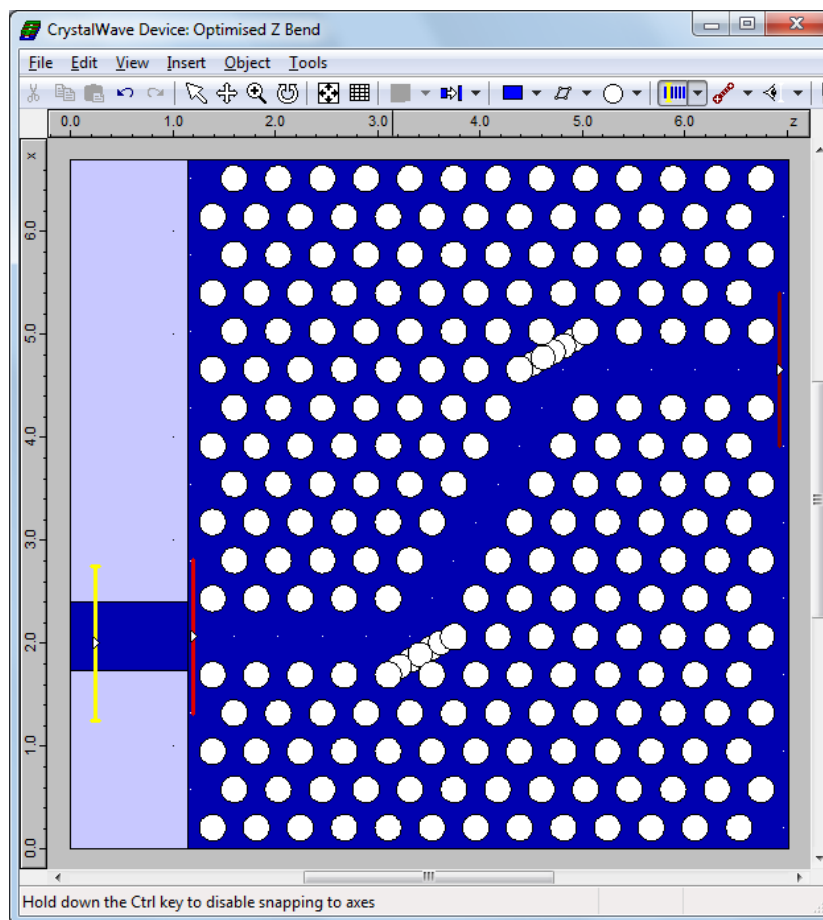 CrystalWave Device: Optimised Z Bend
File Edit View Insert Object Tools
0.0 1.0 2.0 3.0 4.0 5.0 6.0 z
x
6.0
5.0
4.0
3.0
2.0
1.0
0.0
Hold down the Ctrl key to disable snapping to axes